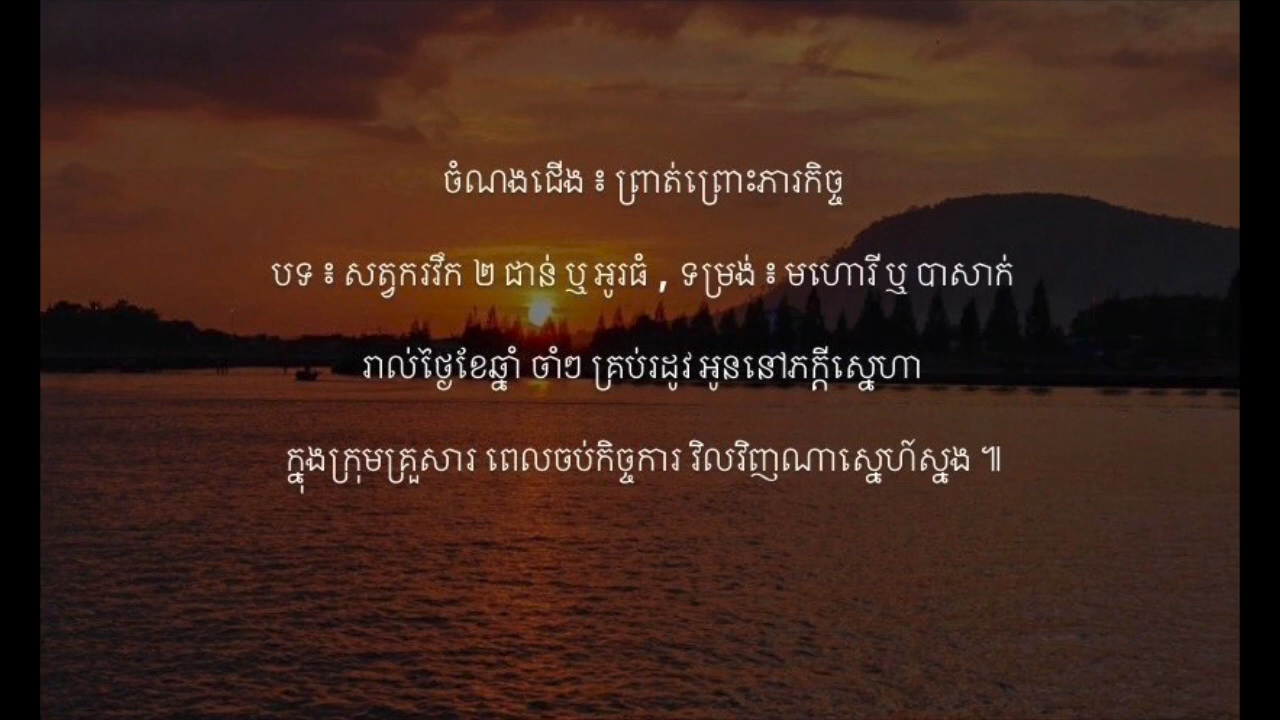 ចំណងជើង ៖ ព្រាត់ព្រោះភារកិច្ច
បទ ៖ សត្វករវឹក ២ ជាន់ ឬ អូរធំ , ទម្រង់ ៖ មហោរី ឬ បាសាក់
រាល់ថ្ងៃខែឆ្នាំ ចាំៗ គ្រប់រដូវ អូននៅភក្ដីស្នេហា
ក្នុងក្រុមគ្រួសារ ពេលចប់កិច្ចការ វិលវិញណាស្នេហ៍ស្នង ៕